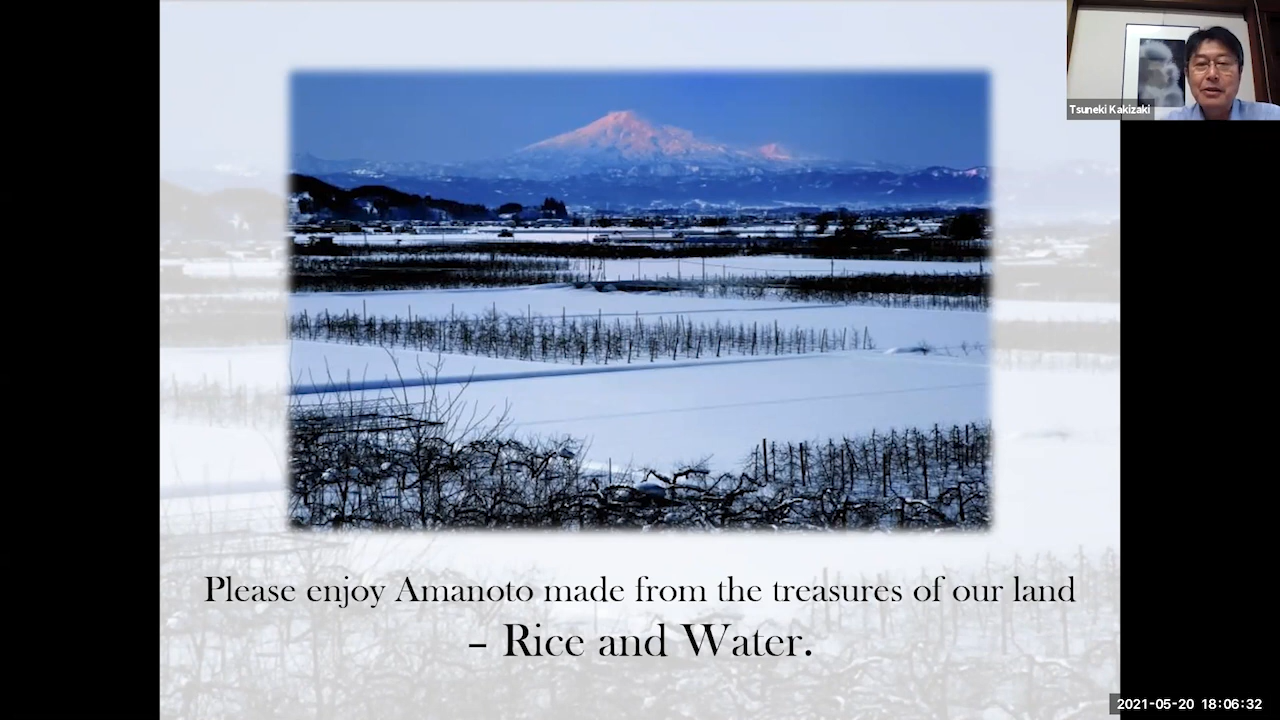 Tsuneki Kakizaki
Please enjoy Amanoto made from the treasures of our land
– Rice and Water.
2021-05-20 18:06:32